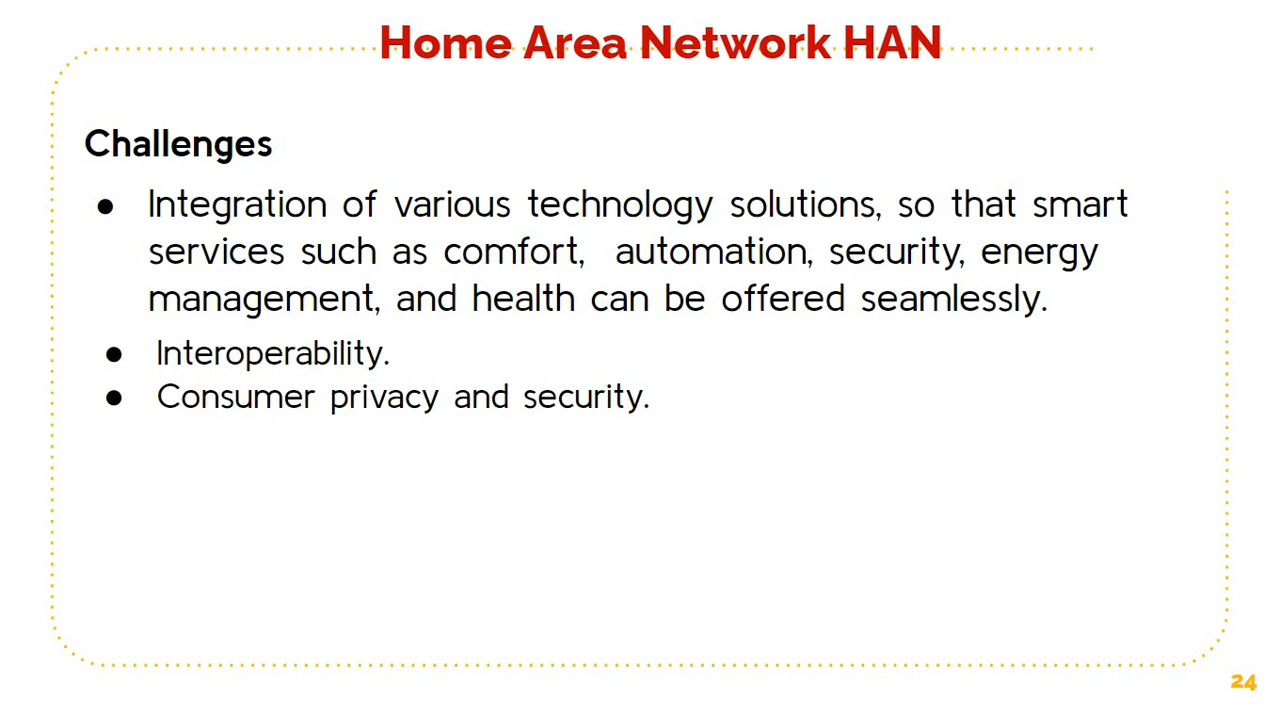 Home Area Network HAN
Challenges
● Integration of various technology solutions, so that smart
services such as comfort,  automation, security, energy
management, and health can be offered seamlessly.
● Interoperability.
● Consumer privacy and security.
24